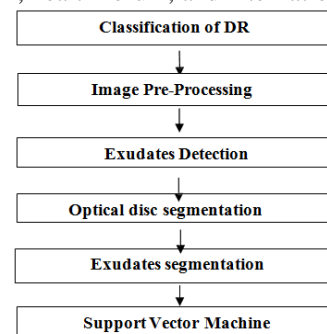 Classification of DR
Image Pre-Processing
Exudates Detection
Optical disc segmentation
Exudates segmentation
Support Vector Machine